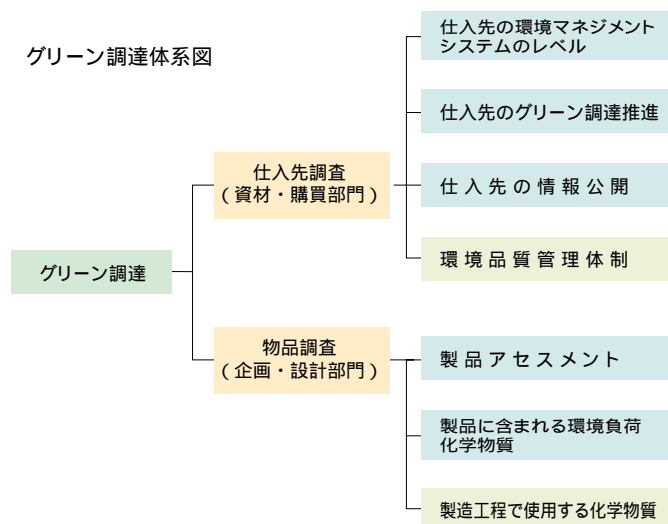 グリーン調達体系図
仕入先の環境マネジメント
システムのレベル
仕入先のグリーン調達推進
仕入先調査
(資材・購買部門)
仕入先の情報公開
環境品質管理体制
グリーン調達
物品調査
(企画・設計部門)
製品アセスメント
製品に含まれる環境負荷
化学物質
製造工程で使用する化学物質